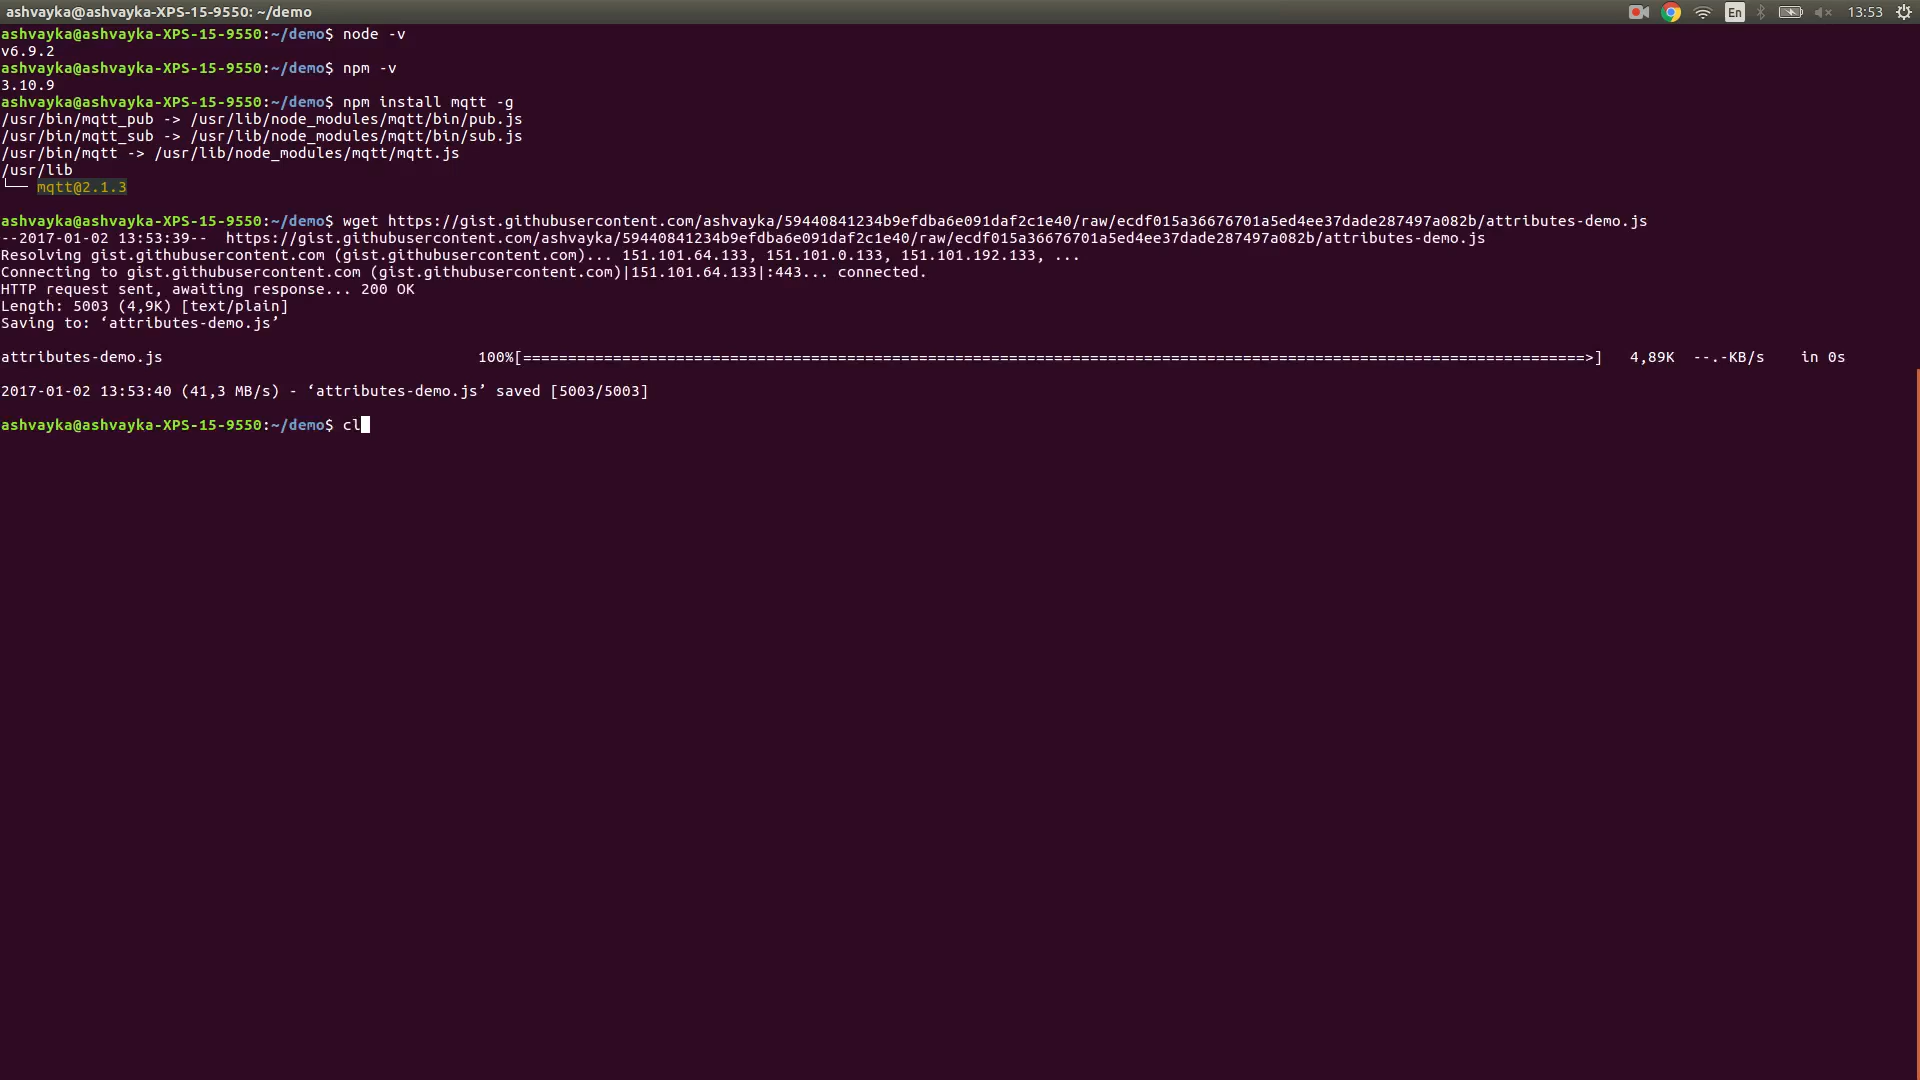 ashvayka@ashvayka-XPS-15-9550: ~/demo
En
13:53
ashvayka@ashvayka-XPS-15-9550:~/demo$ node -v
v6.9.2
ashvayka@ashvayka-XPS-15-9550:~/demo$ npm -v
3.10.9
ashvayka@ashvayka-XPS-15-9550:~/demo$ npm install mqtt -g
/usr/bin/mqtt_pub -> /usr/lib/node_modules/mqtt/bin/pub.js
/usr/bin/mqtt_sub -> /usr/lib/node_modules/mqtt/bin/sub.js
/usr/bin/mqtt -> /usr/lib/node_modules/mqtt/mqtt.js
/usr/lib
└── mqtt@2.1.3
ashvayka@ashvayka-XPS-15-9550:~/demo$ wget https://gist.githubusercontent.com/ashvayka/59440841234b9efdba6e091daf2c1e40/raw/ecdf015a36676701a5ed4ee37dade287497a082b/attributes-demo.js
--2017-01-02 13:53:39--  https://gist.githubusercontent.com/ashvayka/59440841234b9efdba6e091daf2c1e40/raw/ecdf015a36676701a5ed4ee37dade287497a082b/attributes-demo.js
Resolving gist.githubusercontent.com (gist.githubusercontent.com)... 151.101.64.133, 151.101.0.133, 151.101.192.133, ...
Connecting to gist.githubusercontent.com (gist.githubusercontent.com)|151.101.64.133|:443... connected.
HTTP request sent, awaiting response... 200 OK
Length: 5003 (4,9K) [text/plain]
Saving to: ‘attributes-demo.js’
attributes-demo.js 100%[======================================================================================================================>] 4,89K --.-KB/s in 0s
2017-01-02 13:53:40 (41,3 MB/s) - ‘attributes-demo.js’ saved [5003/5003]
ashvayka@ashvayka-XPS-15-9550:~/demo$ cl